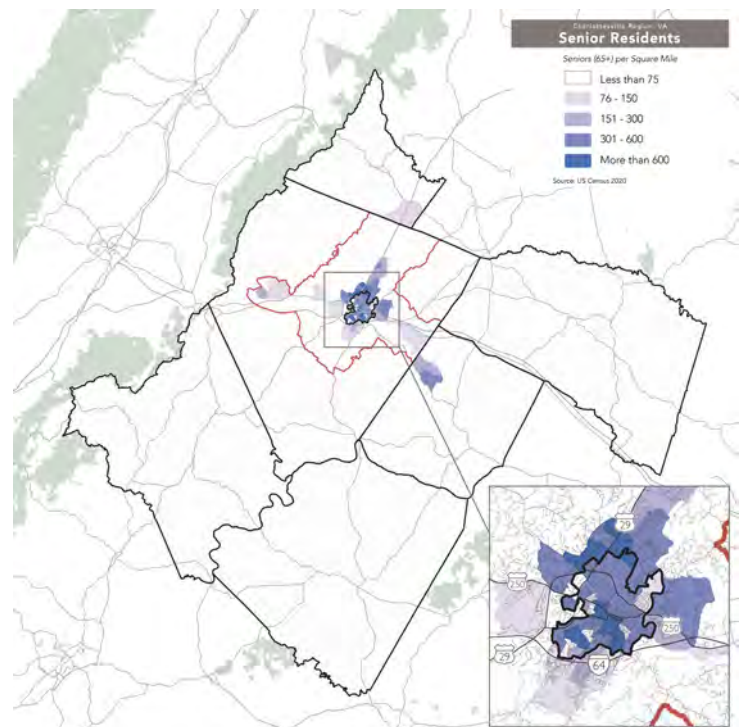 Charlottesville Region, VA
Senior Residents
Seniors (65+) per Square Mile
Less than 75
76 - 150
151 - 300
301 - 600
More than 600
Source: US Census 2020
29
250
250
29
64